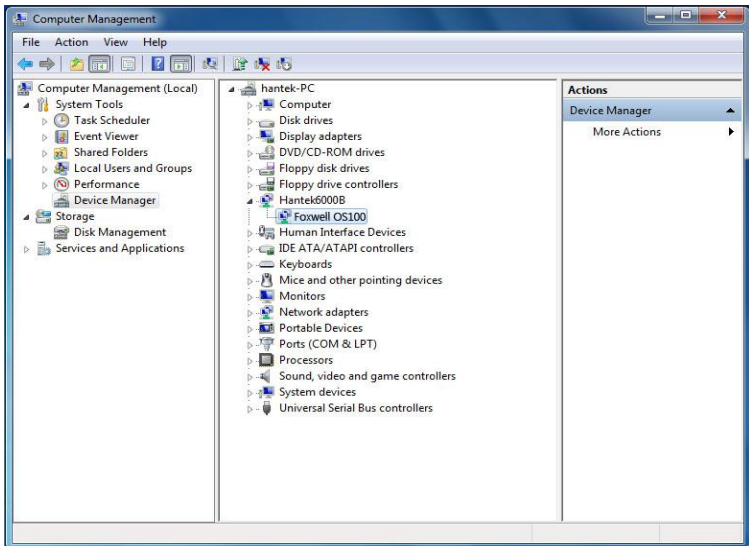 Computer Management
File Action View Help
Computer Management (Local)
System Tools
Task Scheduler
Event Viewer
Shared Folders
Local Users and Groups
Performance
Device Manager
Storage
Disk Management
Services and Applications
hantek-PC
Computer
Disk drives
Display adapters
DVD/CD-ROM drives
Floppy disk drives
Floppy drive controllers
Hantek6000B
Foxwell OS100
Human Interface Devices
IDE ATA/ATAPI controllers
Keyboards
Mice and other pointing devices
Monitors
Network adapters
Portable Devices
Ports (COM & LPT)
Processors
Sound, video and game controllers
System devices
Universal Serial Bus controllers
Actions
Device Manager
More Actions